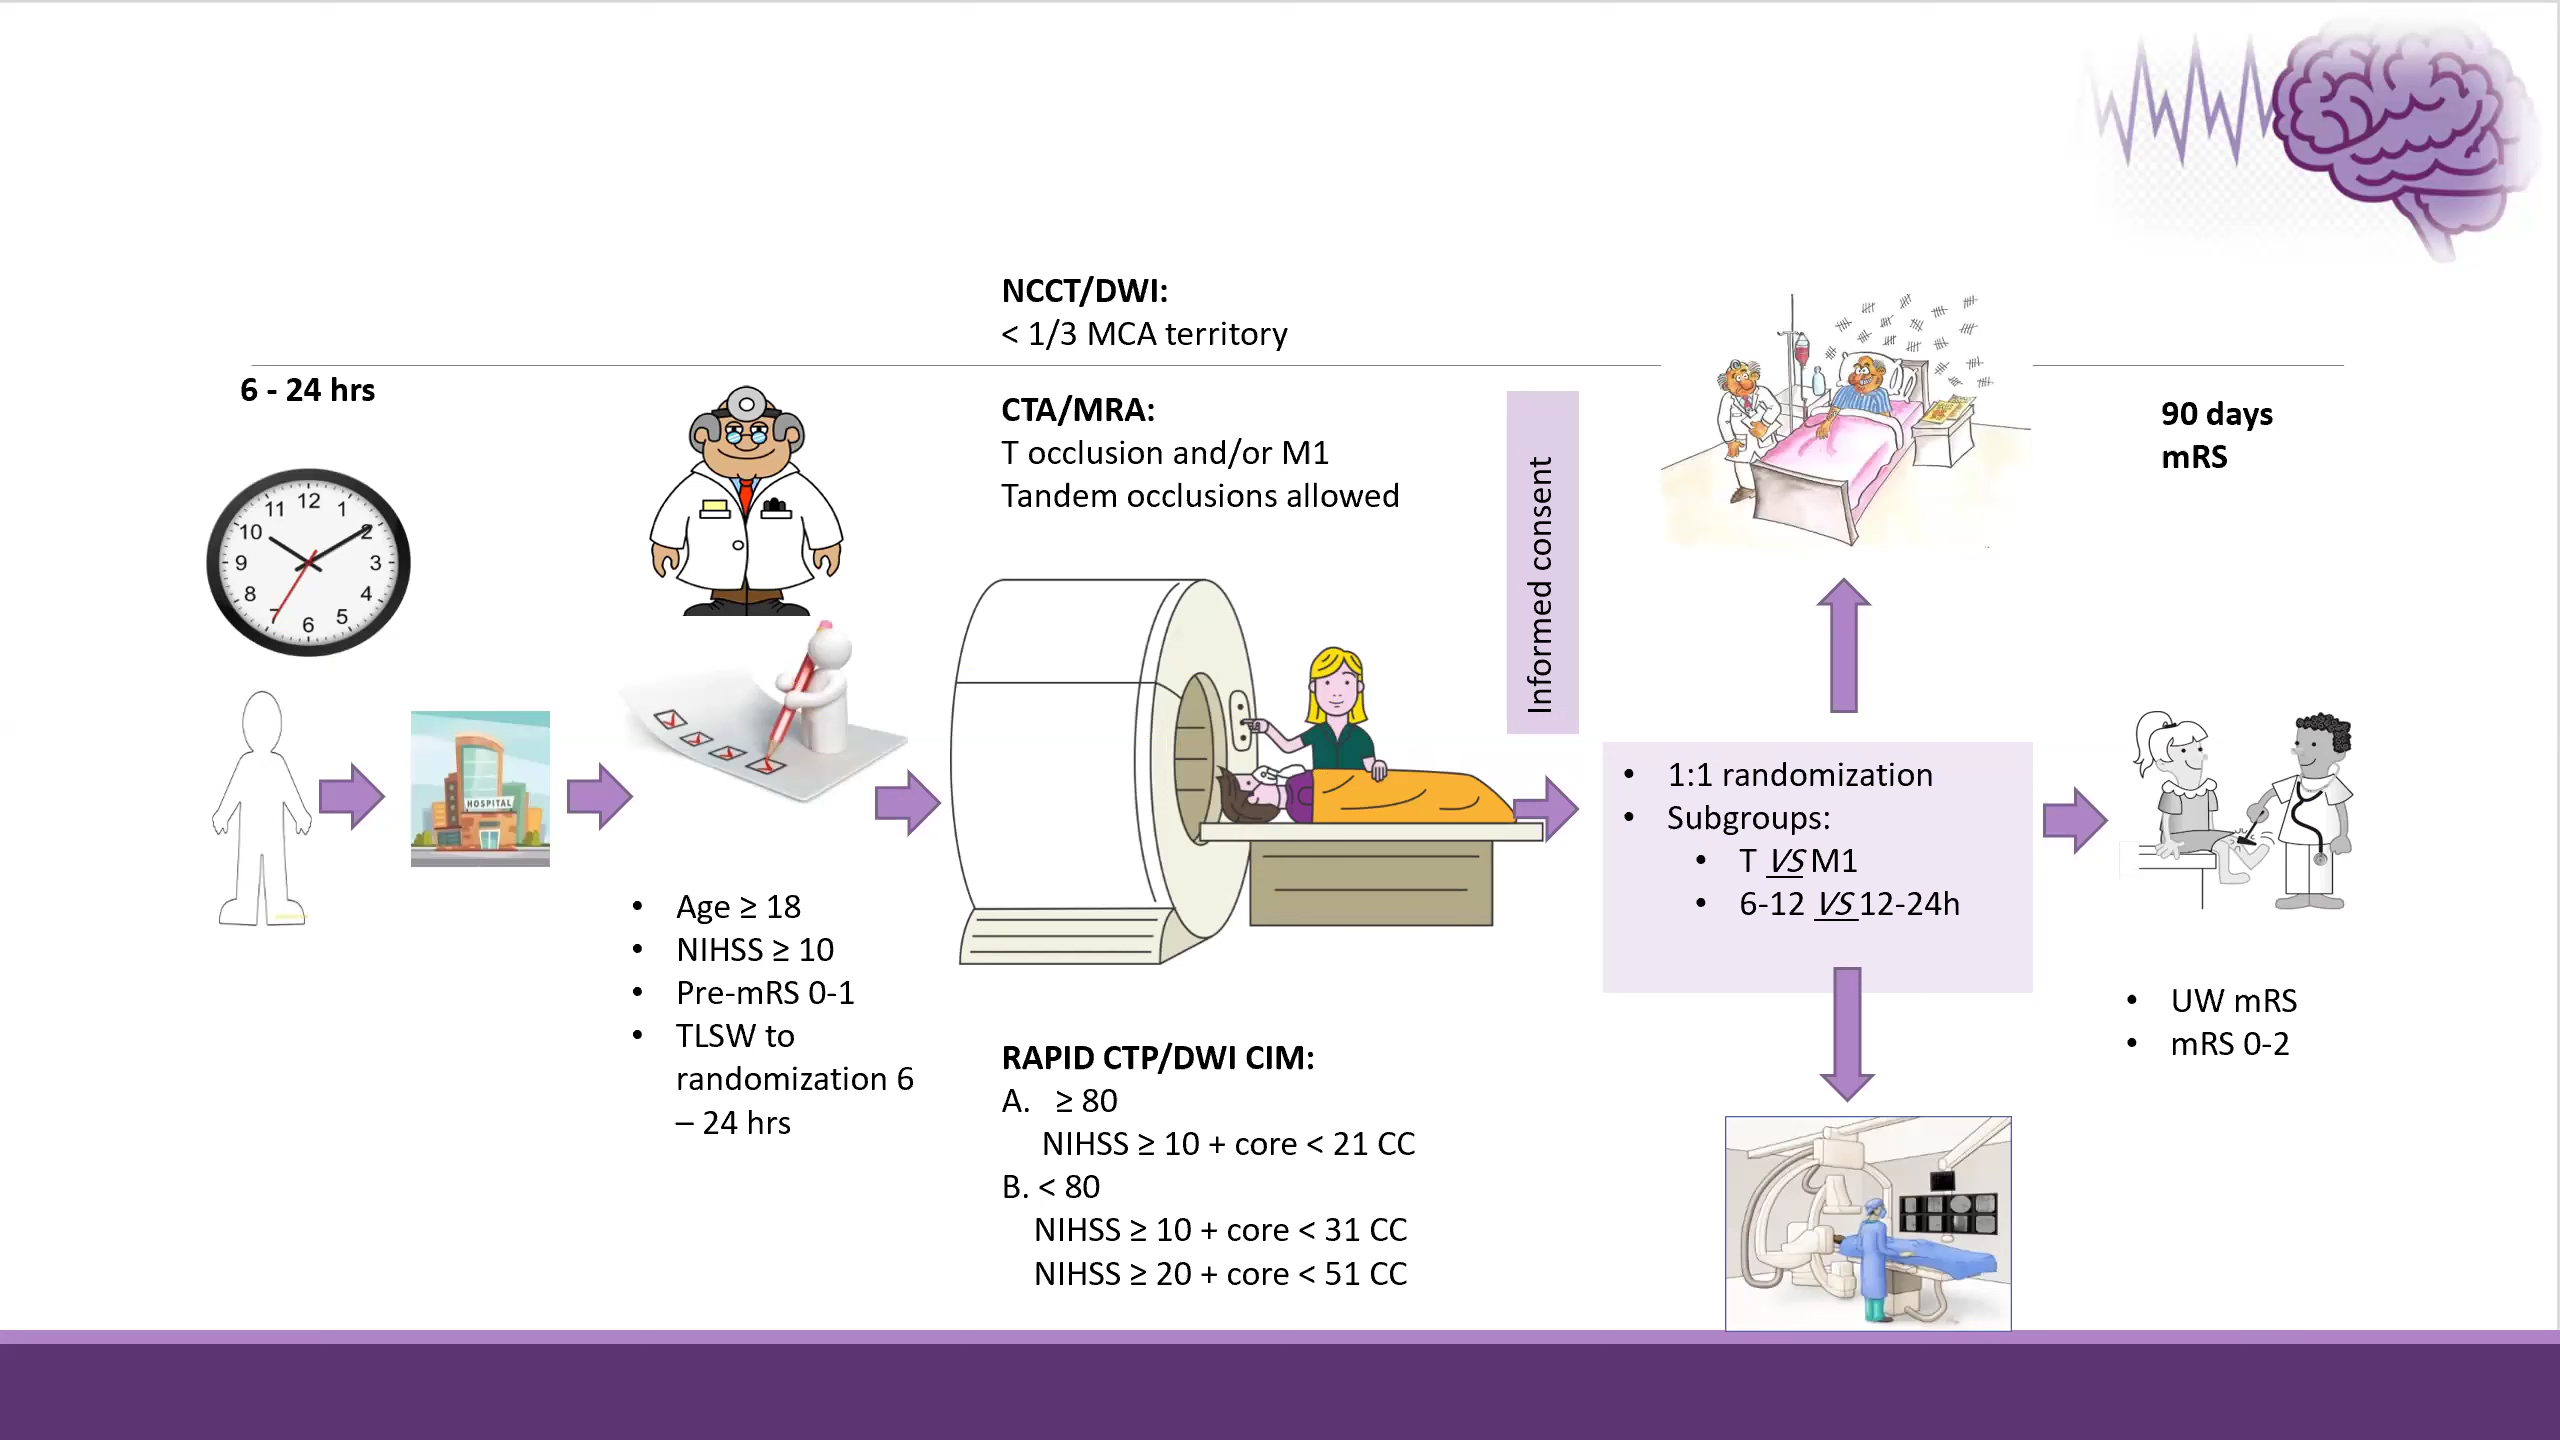 NCCT/DWI:
< 1/3 MCA territory
6 - 24 hrs
CTA/MRA:
T occlusion and/or M1
Tandem occlusions allowed
90 days
mRS
12
11
1
10
2
9
3
8
4
7
5
6
Informed consent
HOSPITAL
• 1:1 randomization
• Subgroups:
• T VS M1
• 6-12 VS 12-24h
• Age ≥ 18
• NIHSS ≥ 10
• Pre-mRS 0-1
• TLSW to
randomization 6
– 24 hrs
RAPID CTP/DWI CIM:
A. ≥ 80
NIHSS ≥ 10 + core < 21 CC
B. < 80
NIHSS ≥ 10 + core < 31 CC
NIHSS ≥ 20 + core < 51 CC
• UW mRS
• mRS 0-2